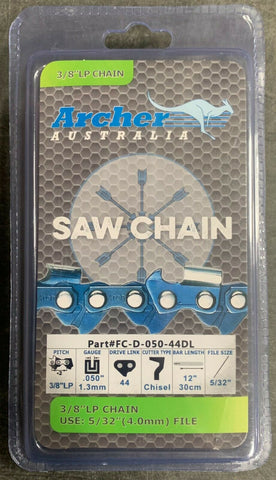 3/8"LP CHAIN
Archer
AUSTRALIA
SAW CHAIN
Part#FC-D-050-44DL
PITCH GAUGE DRIVE LINK CUTTER TYPE BAR LENGTH FILE SIZE
3/8"LP .050" 1.3mm 44 Chisel 12" 30cm 5/32"
3/8"LP CHAIN
USE: 5/32"(4.0mm) FILE